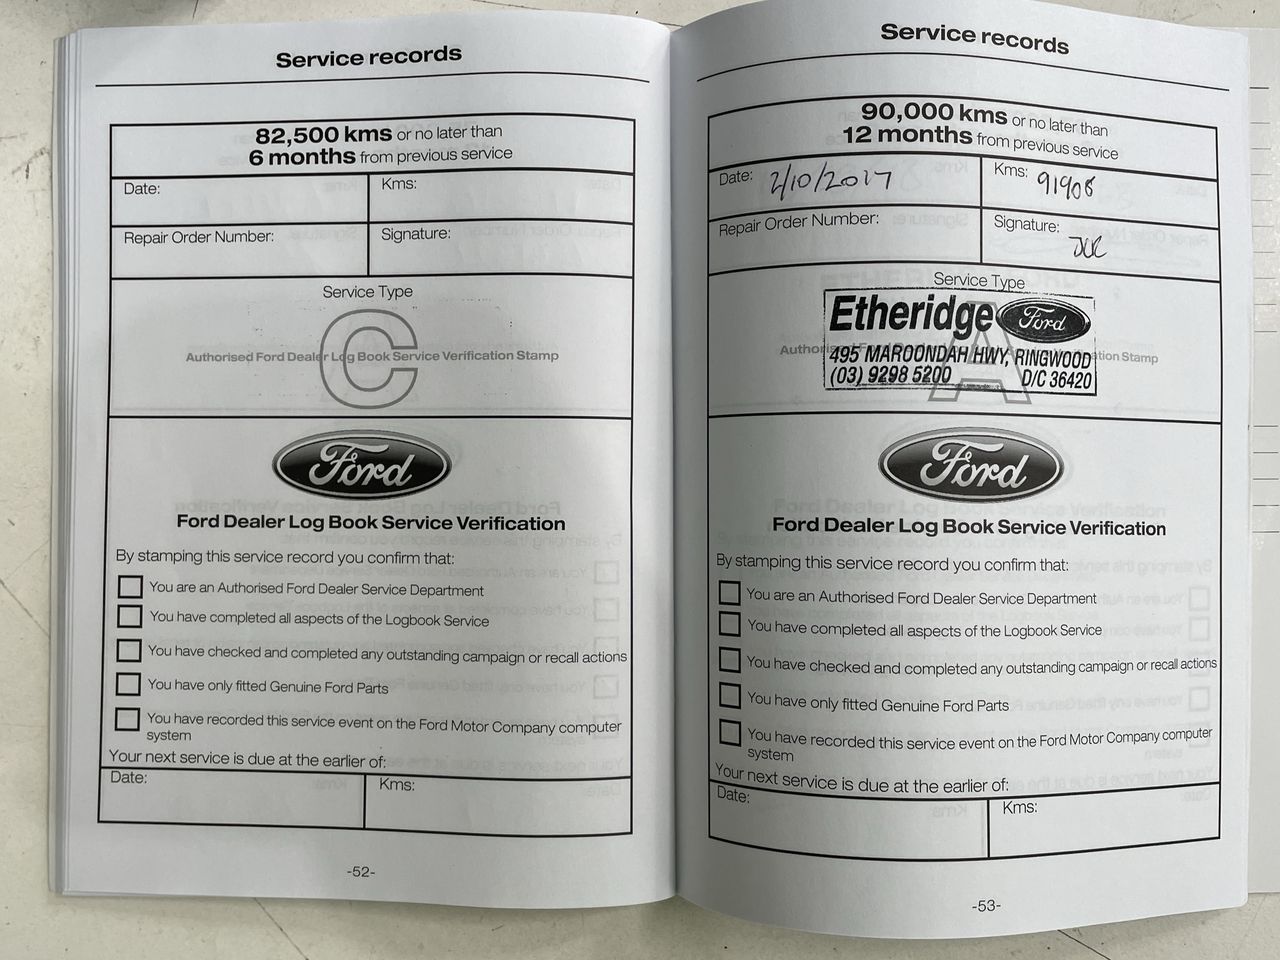 Service records
82,500 kms or no later than
6 months from previous service
Date:
Kms:
Repair Order Number:
Signature:
Service Type
C
Authorised Ford Dealer Log Book Service Verification Stamp
Ford
Ford Dealer Log Book Service Verification
By stamping this service record you confirm that:
You are an Authorised Ford Dealer Service Department
You have completed all aspects of the Logbook Service
You have checked and completed any outstanding campaign or recall actions
You have only fitted Genuine Ford Parts
You have recorded this service event on the Ford Motor Company computer
system
Your next service is due at the earlier of:
Date:
Kms:
-52-
Service records
90,000 kms or no later than
12 months from previous service
Date: 2/10/2017
Kms: 91908
Repair Order Number:
Signature:
Service Type
A
Etheridge Ford
495 MAROONDAH HWY, RINGWOOD
(03) 9298 5200 D/C 36420
Ford
Ford Dealer Log Book Service Verification
By stamping this service record you confirm that:
You are an Authorised Ford Dealer Service Department
You have completed all aspects of the Logbook Service
You have checked and completed any outstanding campaign or recall actions
You have only fitted Genuine Ford Parts
You have recorded this service event on the Ford Motor Company computer
system
Your next service is due at the earlier of:
Date:
Kms:
-53-